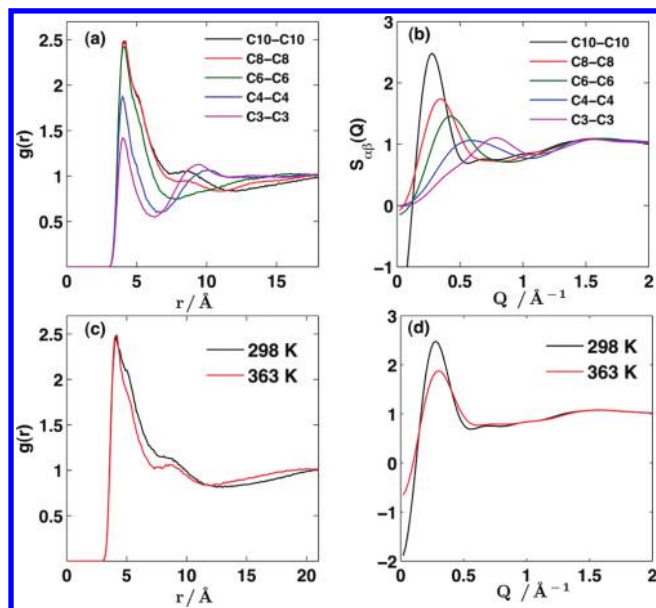 (a)
C10−C10
C8−C8
C6−C6
C4−C4
C3−C3
g(r)
2.5
2
1.5
1
0.5
0
5
10
15
r/Å
(b)
C10−C10
C8−C8
C6−C6
C4−C4
C3−C3
Sαβ(Q)
3
2
1
0
−1
0
0.5
1
1.5
2
Q /Å⁻¹
(c)
298 K
363 K
g(r)
2.5
2
1.5
1
0.5
0
5
10
15
20
r/Å
(d)
298 K
363 K
3
2
1
0
−1
−2
0
0.5
1
1.5
2
Q /Å⁻¹